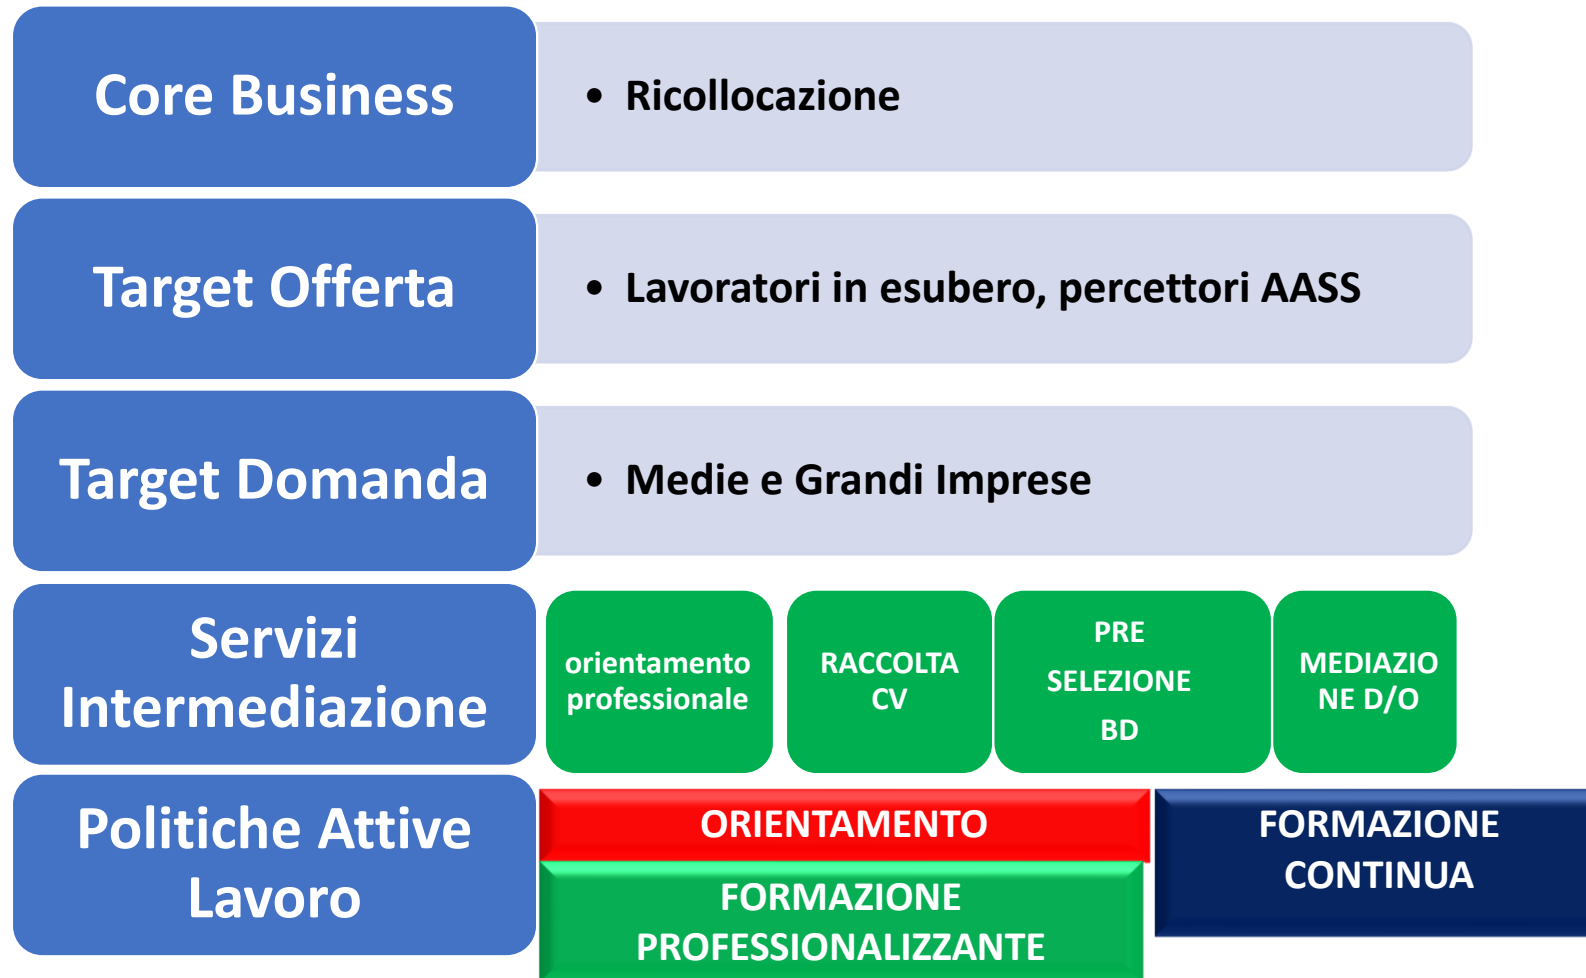 Core Business
• Ricollocazione
Target Offerta
• Lavoratori in esubero, percettori AASS
Target Domanda
• Medie e Grandi Imprese
Servizi
Intermediazione
orientamento
professionale
RACCOLTA
CV
PRE
SELEZIONE
BD
MEDIAZIO
NE D/O
Politiche Attive
Lavoro
ORIENTAMENTO
FORMAZIONE
PROFESSIONALIZZANTE
FORMAZIONE
CONTINUA